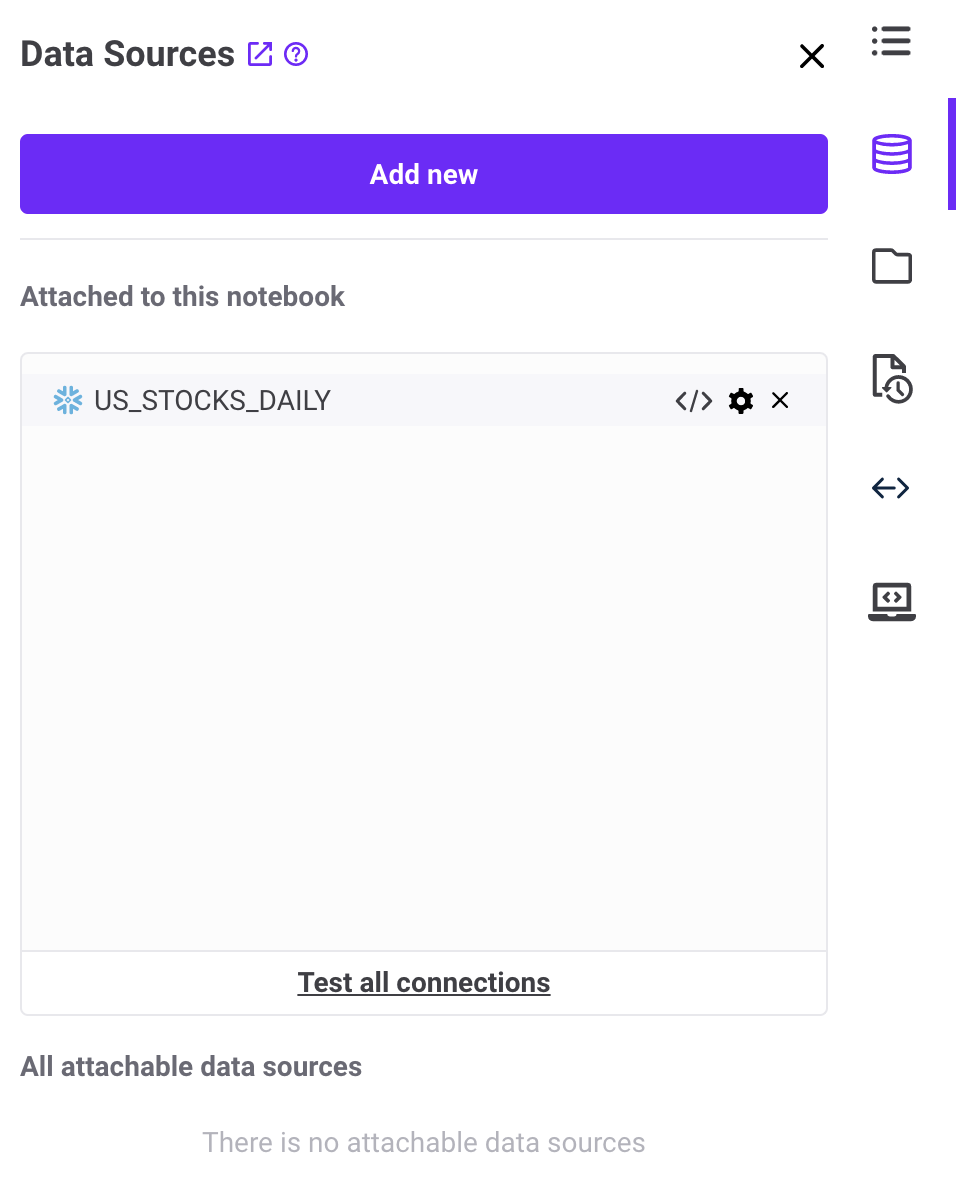 Data Sources
Add new
Attached to this notebook
US_STOCKS_DAILY
Test all connections
All attachable data sources
There is no attachable data sources